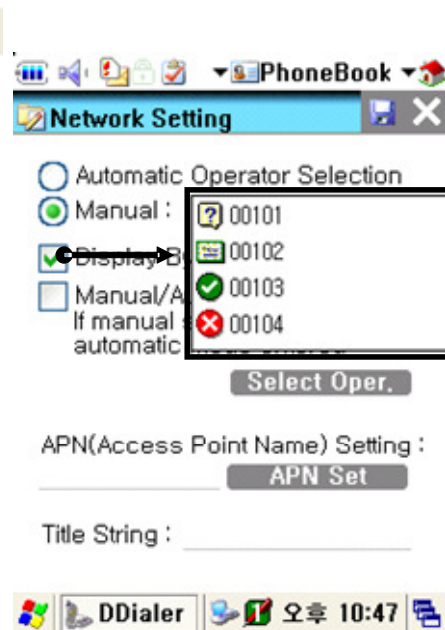 PhoneBook
Network Setting
Automatic Operator Selection
Manual :
00101
00102
00103
00104
Display B
Manual/A
If manual
automatic
Select Oper.
APN(Access Point Name) Setting :
APN Set
Title String :
DDialer
오후 10:47